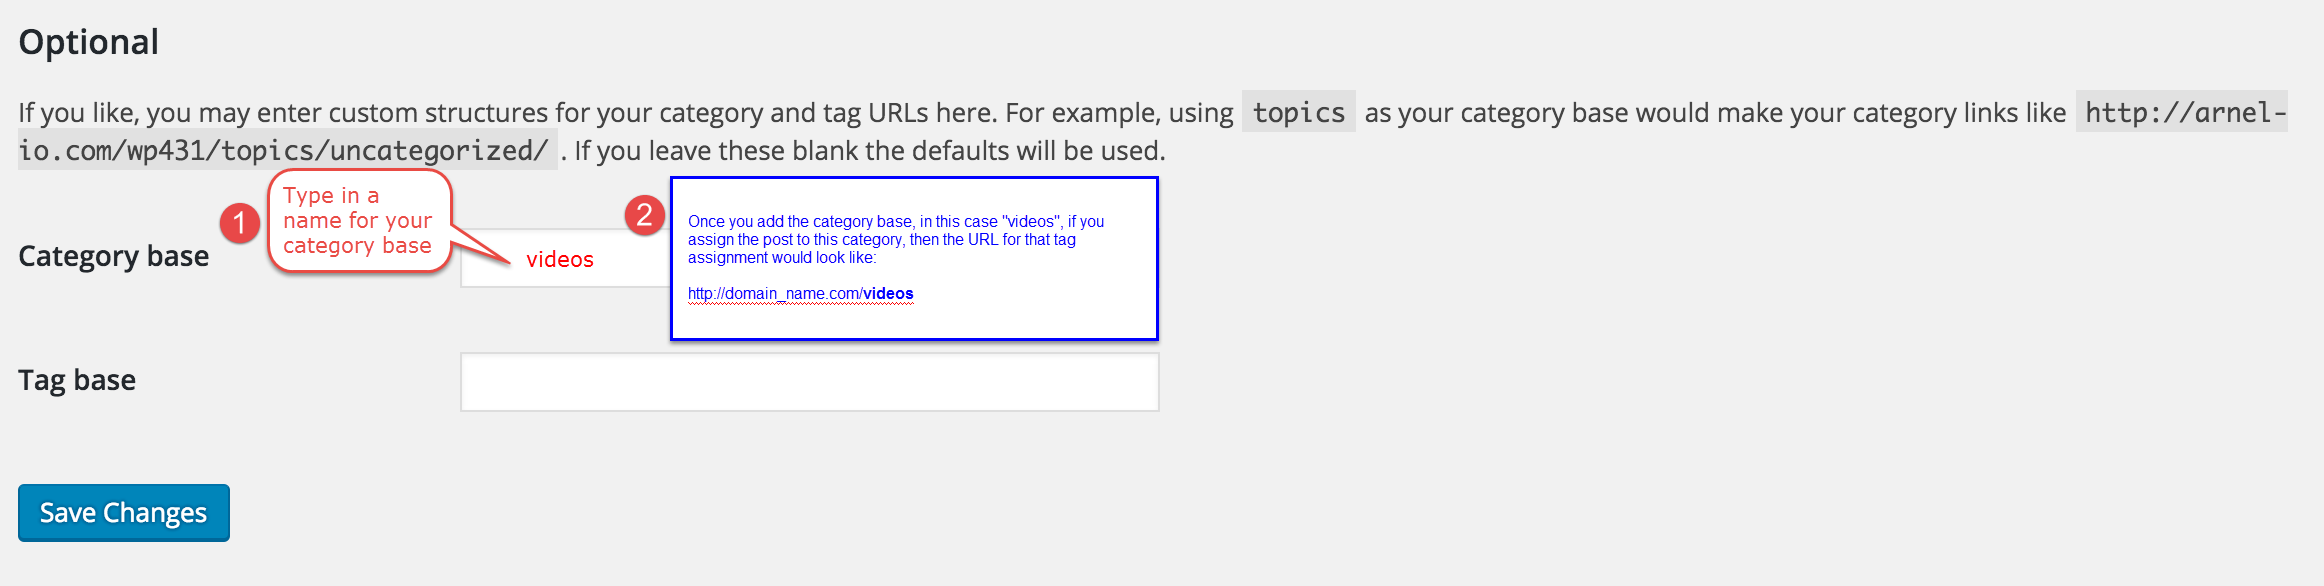 Optional
If you like, you may enter custom structures for your category and tag URLs here. For example, using topics as your category base would make your category links like http://arnel-
io.com/wp431/topics/uncategorized/ . If you leave these blank the defaults will be used.
1
Type in a
name for your
category base
2
Once you add the category base, in this case "videos", if you
assign the post to this category, then the URL for that tag
assignment would look like:
http://domain_name.com/videos
Category base
videos
Tag base
Save Changes